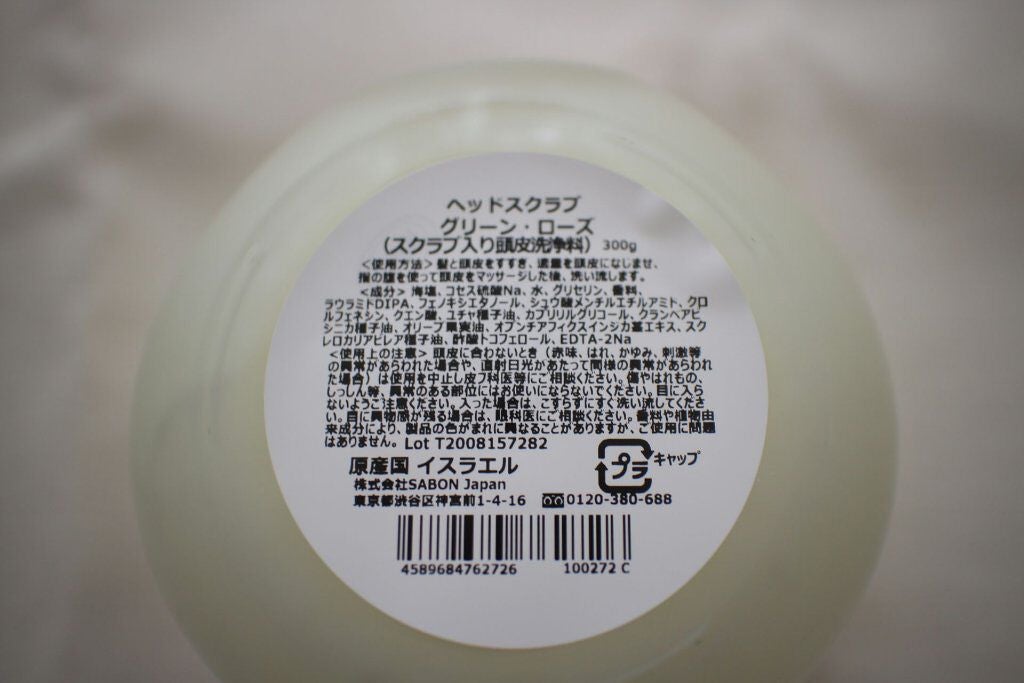 ヘッドスクラブ
グリーン・ローズ
(スクラブ入り頭皮洗浄料) 300g
<使用方法> 髪と頭皮をすすぎ、適量を頭皮になじませ、
指の腹を使って頭皮をマッサージした後、洗い流します。
<成分> 海塩、コセス硫酸Na、水、グリセリン、香料、
ラウラミドDIPA、フェノキシエタノール、シュウ酸メンチルエチルアミド、クロ
ルフェネシン、クエン酸、ユチャ種子油、カプリリルグリコール、クランベアビ
シニカ種子油、オリーブ果実油、オプンチアフィクスインジカ茎エキス、スク
レロカリアビレア種子油、酢酸トコフェロール、EDTA-2Na
<使用上の注意> 頭皮に合わないとき (赤味、はれ、かゆみ、刺激等
の異常があらわれた場合や、直射日光があたって同様の異常があらわれ
た場合) は使用を中止し皮フ科医等にご相談ください。傷やはれもの、
しっしん等、異常のある部位にはお使いにならないでください。目に入ら
ないようご注意ください。入った場合は、こすらずにすぐ洗い流してくださ
い。目に異物感が残る場合は、眼科医にご相談ください。香料や植物由
来成分により、製品の色がまれに異なることがありますが、ご使用に問題
はありません。 Lot T2008157282
原産国 イスラエル
プラ キャップ
株式会社SABON Japan
東京都渋谷区神宮前1-4-16 0120-380-688
4589684762726 100272 C